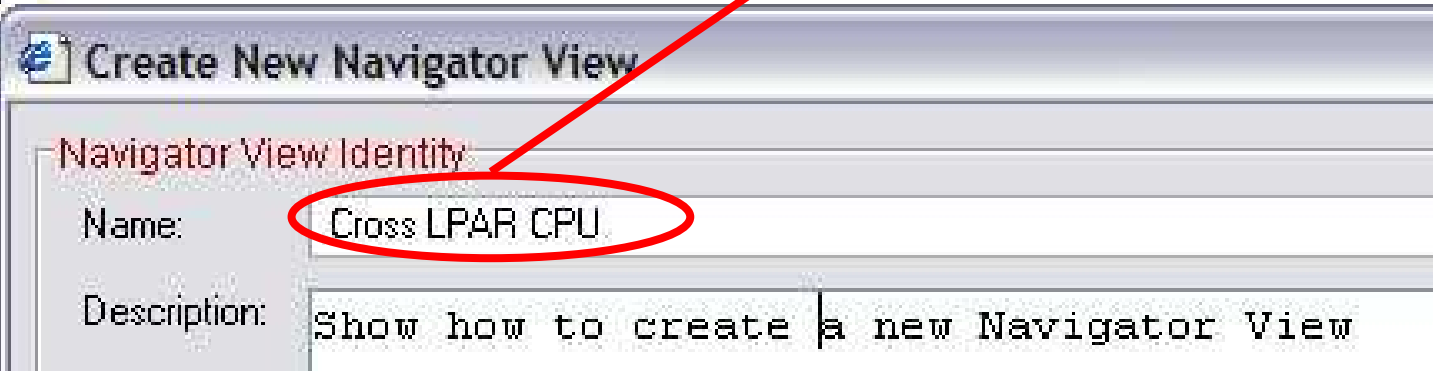 Create New Navigator View
Navigator View Identity
Name: Cross LPAR CPU
Description: Show how to create a new Navigator View